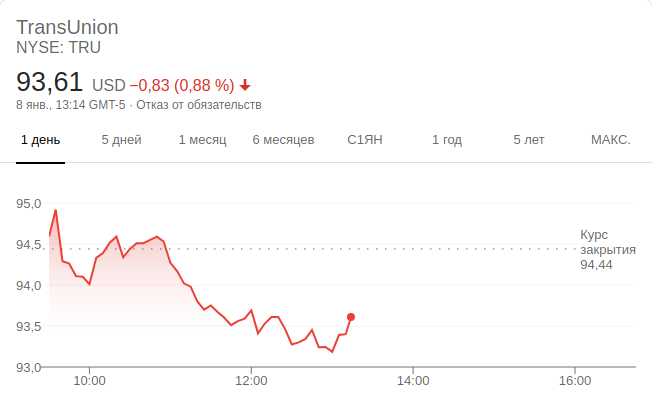 TransUnion
NYSE: TRU
93,61 USD −0,83 (0,88 %)
8 янв., 13:14 GMT-5 · Отказ от обязательств
1 день 5 дней 1 месяц 6 месяцев С1ЯН 1 год 5 лет МАКС.
95,0
94,5
94,0
93,5
93,0
Курс
закрытия
94,44
10:00 12:00 14:00 16:00